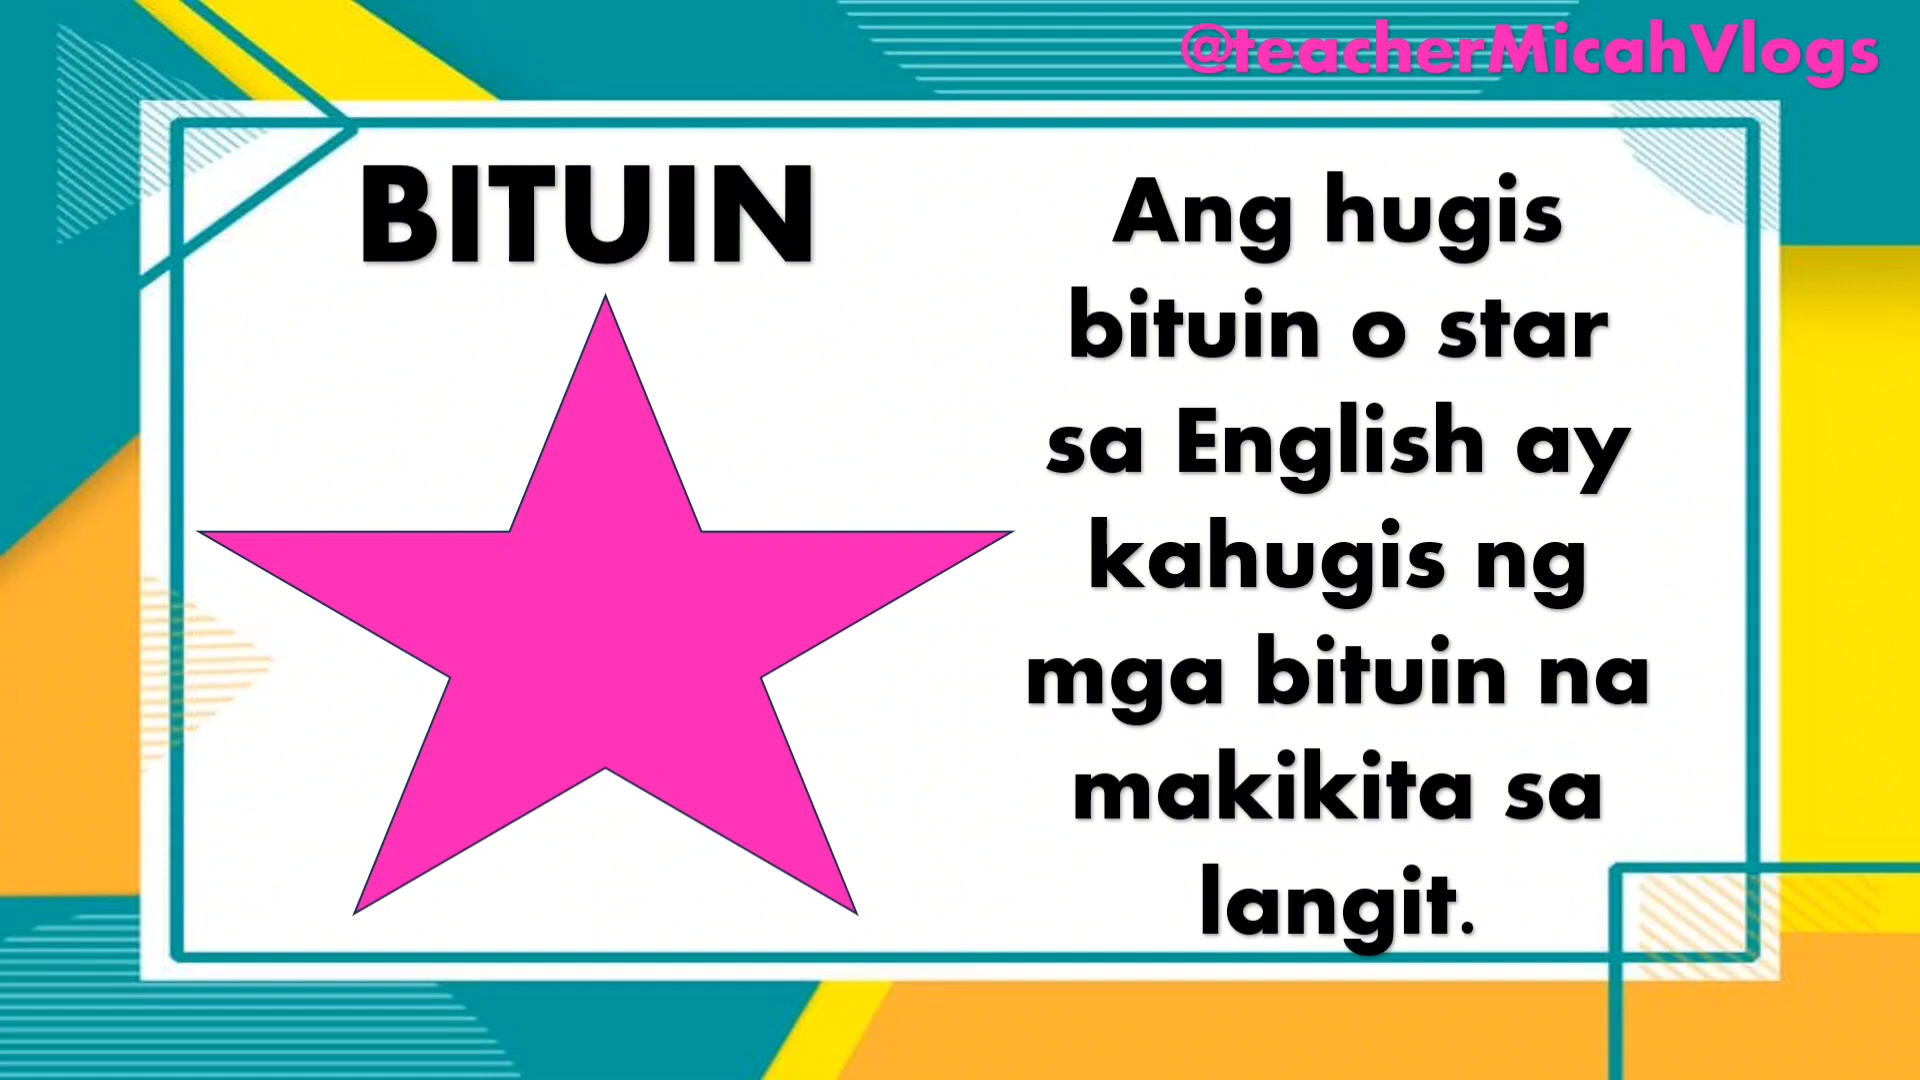 @teacherMicahVlogs
BITUIN
Ang hugis
bituin o star
sa English ay
kahugis ng
mga bituin na
makikita sa
langit.